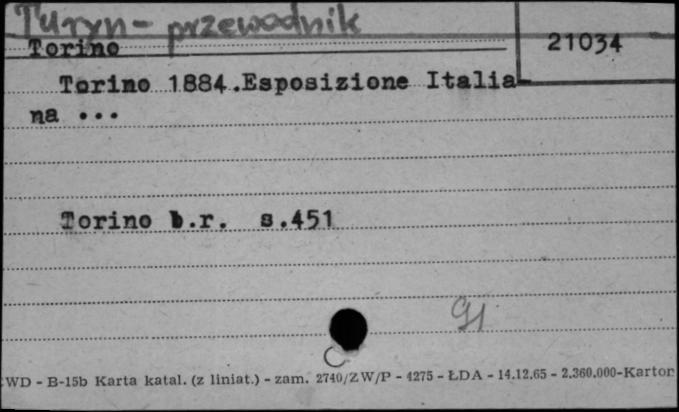 Turyn - przewodnik
Torino
21034
Torino 1884.Esposizione Italia-
na ...
Torino b.r. s.451
WD - B-15b Karta katal. (z liniat.) - zam. 2740/ZW/P - 4275 - ŁDA - 14.12.65 - 2.360.000-Karton